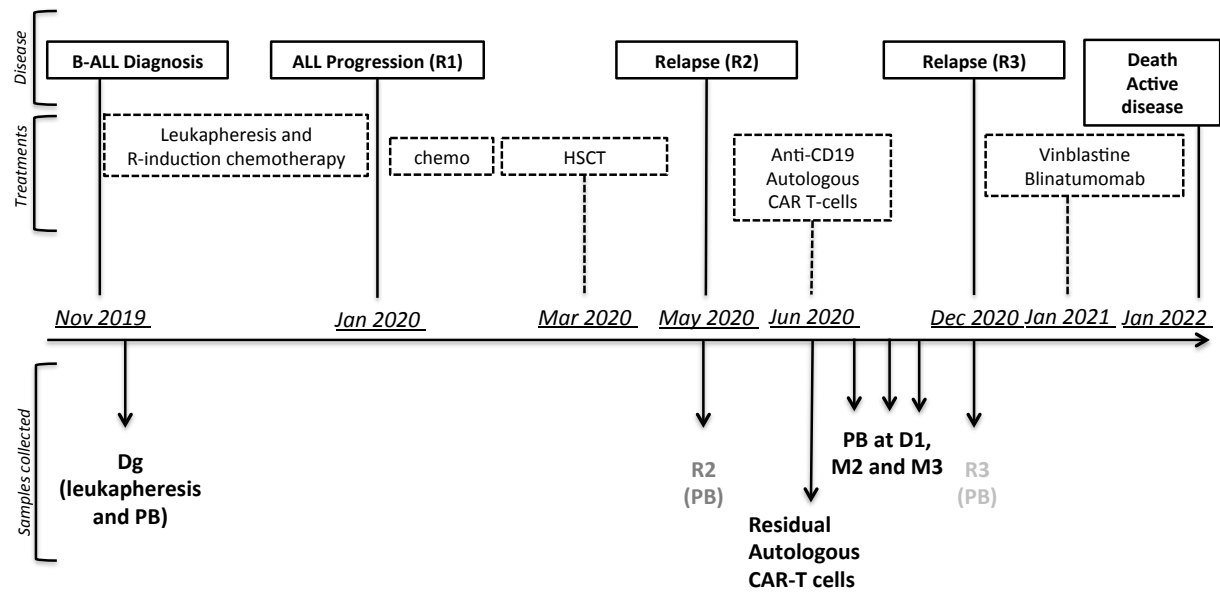 Disease
B-ALL Diagnosis
ALL Progression (R1)
Relapse (R2)
Relapse (R3)
Death
Active
disease
Treatments
Leukapheresis and
R-induction chemotherapy
chemo
HSCT
Anti-CD19
Autologous
CAR T-cells
Vinblastine
Blinatumomab
Nov 2019
Jan 2020
Mar 2020
May 2020
Jun 2020
Dec 2020
Jan 2021
Jan 2022
Samples collected
Dg
(leukapheresis
and PB)
R2
(PB)
Residual
Autologous
CAR-T cells
PB at D1,
M2 and M3
R3
(PB)